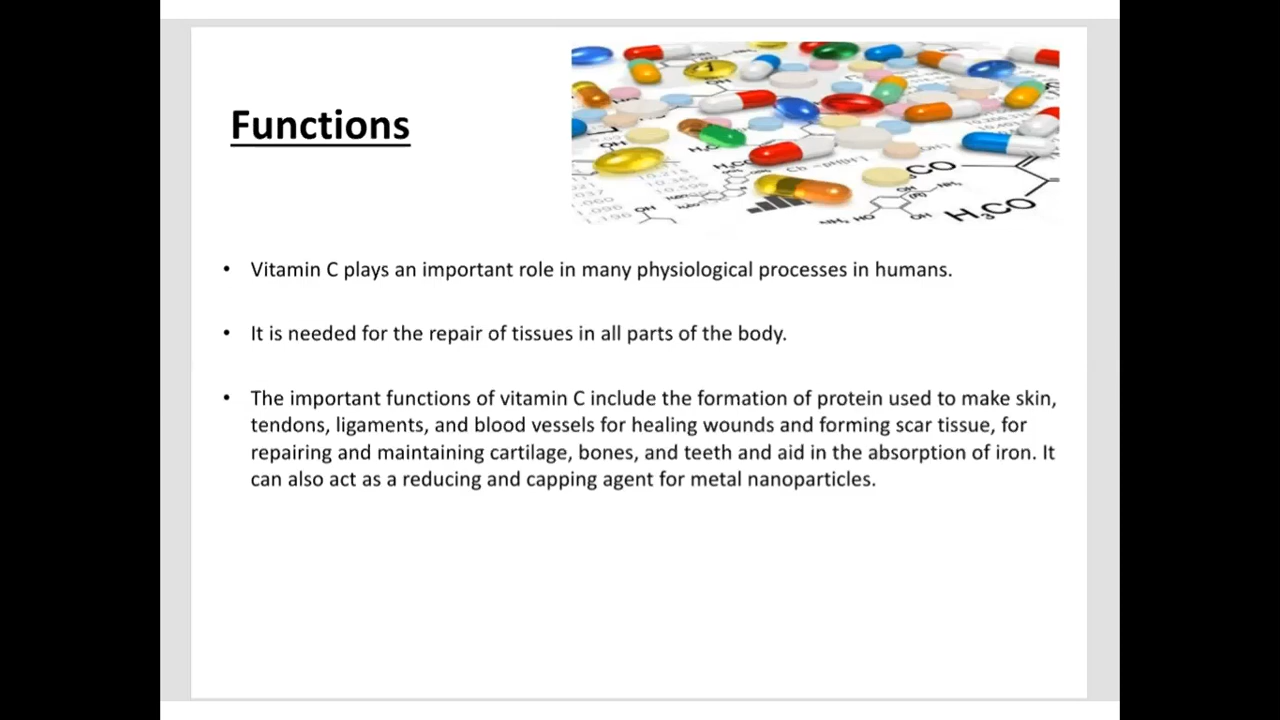 Functions
• Vitamin C plays an important role in many physiological processes in humans.
• It is needed for the repair of tissues in all parts of the body.
• The important functions of vitamin C include the formation of protein used to make skin,
tendons, ligaments, and blood vessels for healing wounds and forming scar tissue, for
repairing and maintaining cartilage, bones, and teeth and aid in the absorption of iron. It
can also act as a reducing and capping agent for metal nanoparticles.
H₃CO